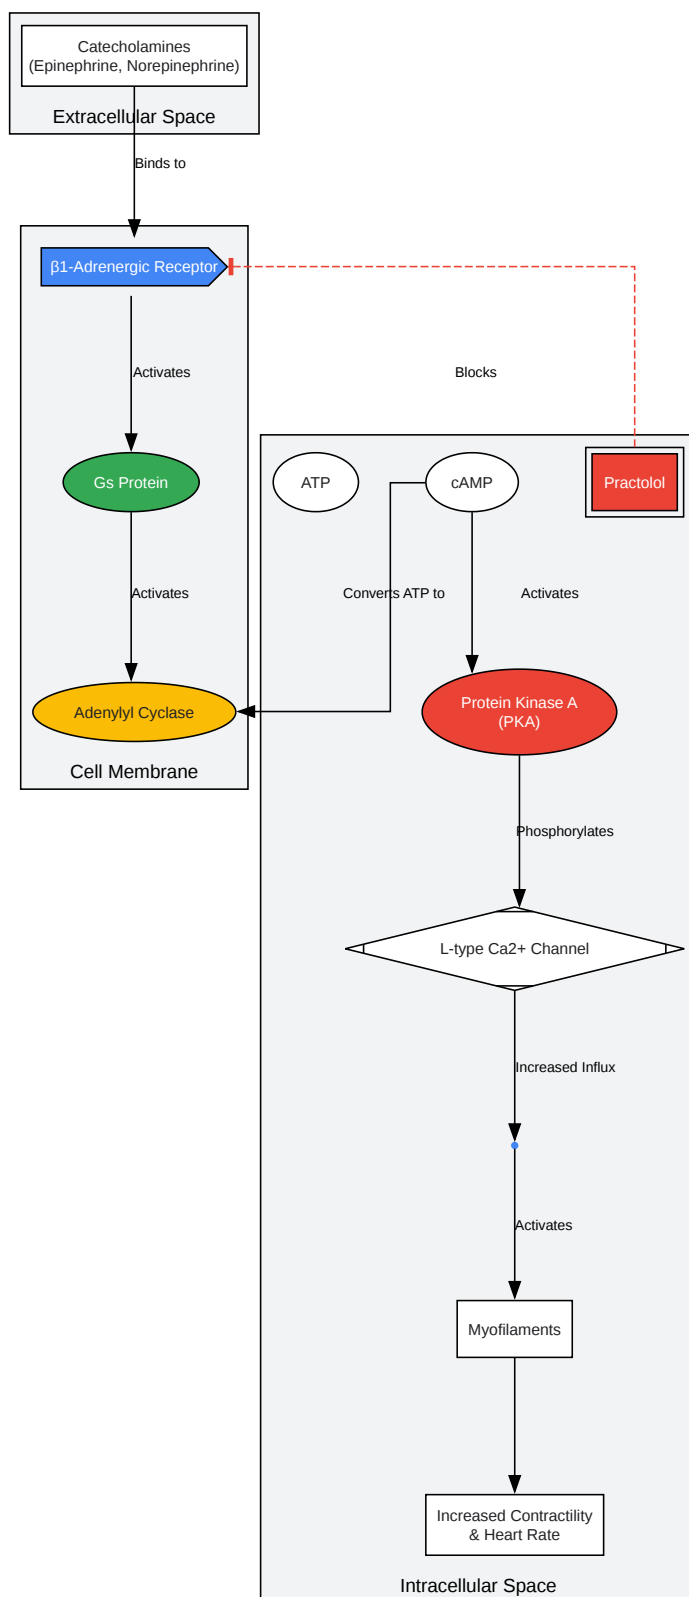 Catecholamines
(Epinephrine, Norepinephrine)
Extracellular Space
Binds to
β1-Adrenergic Receptor
Activates
Blocks
Gs Protein
ATP
cAMP
Practolol
Activates
Converts ATP to
Activates
Adenylyl Cyclase
Protein Kinase A
(PKA)
Cell Membrane
Phosphorylates
L-type Ca2+ Channel
Increased Influx
Activates
Myofilaments
Increased Contractility
& Heart Rate
Intracellular Space